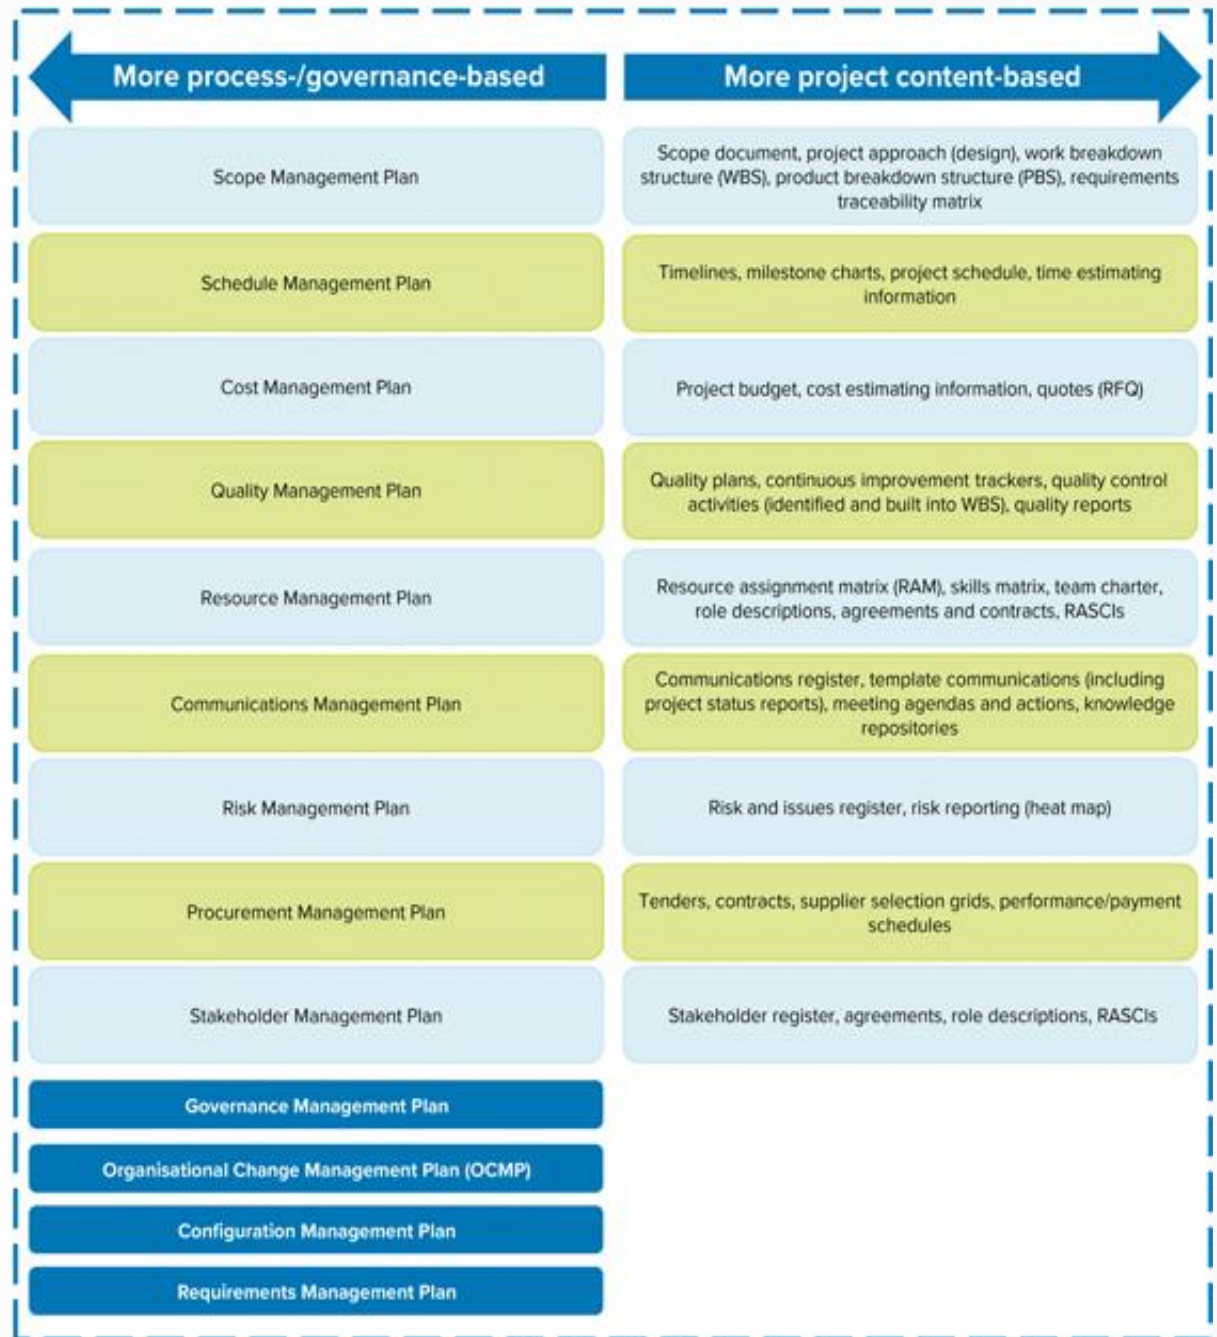 More process-/governance-based
More project content-based
Scope Management Plan
Scope document, project approach (design), work breakdown
structure (WBS), product breakdown structure (PBS), requirements
traceability matrix
Schedule Management Plan
Timelines, milestone charts, project schedule, time estimating
information
Cost Management Plan
Project budget, cost estimating information, quotes (RFQ)
Quality Management Plan
Quality plans, continuous improvement trackers, quality control
activities (identified and built into WBS), quality reports
Resource Management Plan
Resource assignment matrix (RAM), skills matrix, team charter,
role descriptions, agreements and contracts, RASCIs
Communications Management Plan
Communications register, template communications (including
project status reports), meeting agendas and actions, knowledge
repositories
Risk Management Plan
Risk and issues register, risk reporting (heat map)
Procurement Management Plan
Tenders, contracts, supplier selection grids, performance/payment
schedules
Stakeholder Management Plan
Stakeholder register, agreements, role descriptions, RASCIs
Governance Management Plan
Organisational Change Management Plan (OCMP)
Configuration Management Plan
Requirements Management Plan